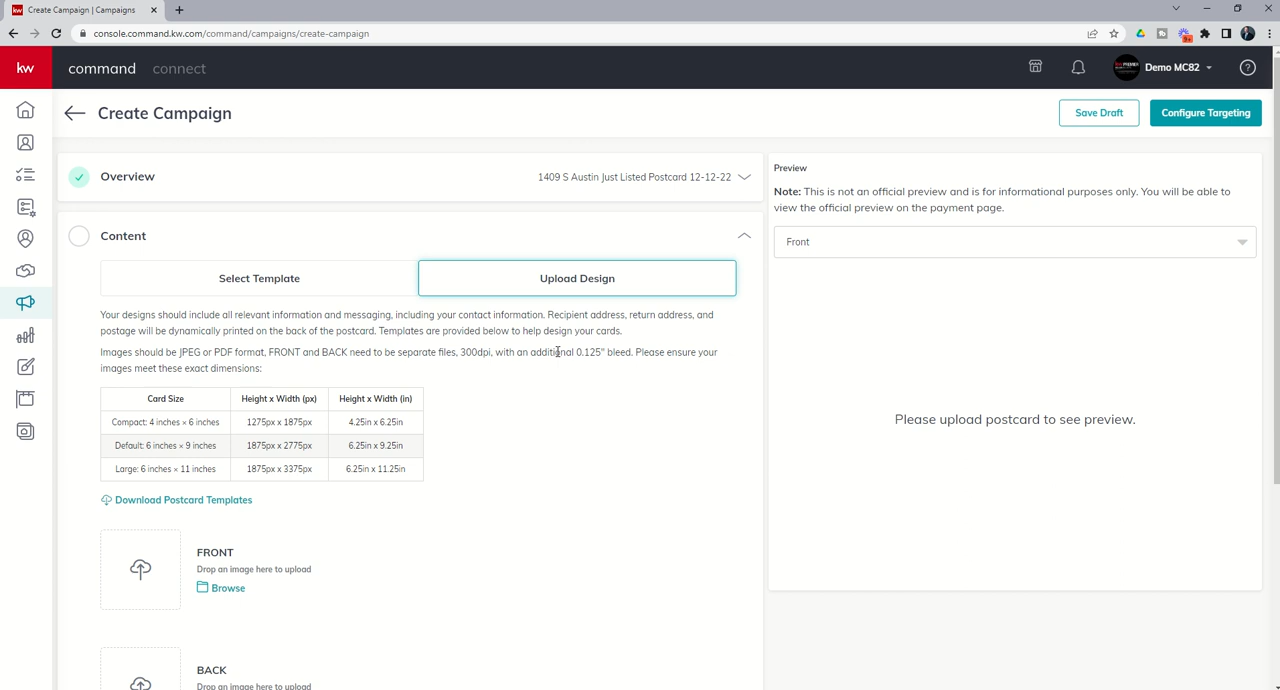 Create Campaign | Campaigns
console.command.kw.com/command/campaigns/create-campaign
9+
kw
command connect
Demo MC82
Create Campaign
Save Draft
Configure Targeting
Overview
1409 S Austin Just Listed Postcard 12-12-22
Content
Select Template
Upload Design
Your designs should include all relevant information and messaging, including your contact information. Recipient address, return address, and
postage will be dynamically printed on the back of the postcard. Templates are provided below to help design your cards.
Images should be JPEG or PDF format, FRONT and BACK need to be separate files, 300dpi, with an additional 0.125" bleed. Please ensure your
images meet these exact dimensions:
Card Size Height x Width (px) Height x Width (in)
Compact: 4 inches × 6 inches 1275px x 1875px 4.25in x 6.25in
Default: 6 inches × 9 inches 1875px x 2775px 6.25in x 9.25in
Large: 6 inches × 11 inches 1875px x 3375px 6.25in x 11.25in
Download Postcard Templates
FRONT
Drop an image here to upload
Browse
BACK
Drop an image here to upload
Preview
Note: This is not an official preview and is for informational purposes only. You will be able to
view the official preview on the payment page.
Front
Please upload postcard to see preview.